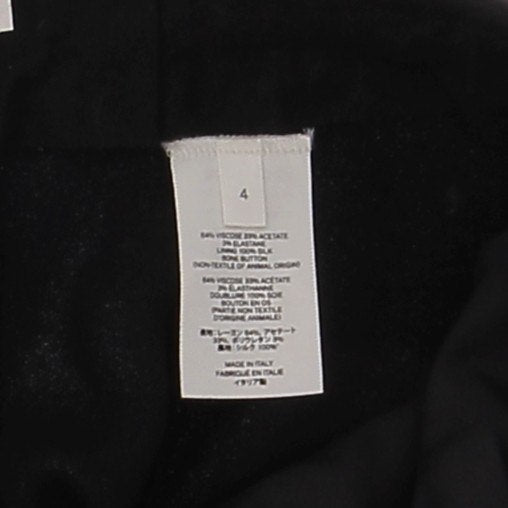 4
64% VISCOSE 33% ACETATE
3% ELASTANE
LINING 100% SILK
BONE BUTTON
(NON-TEXTILE OF ANIMAL ORIGIN)
64% VISCOSE 33% ACETATE
3% ELASTHANNE
DOUBLURE 100% SOIE
BOUTON EN OS
(PARTIE NON TEXTILE
D'ORIGINE ANIMALE)
表地:レーヨン 64%, アセテート
33%, ポリウレタン 3%
裏地:シルク 100%
MADE IN ITALY
FABRIQUÉ EN ITALIE
イタリア製